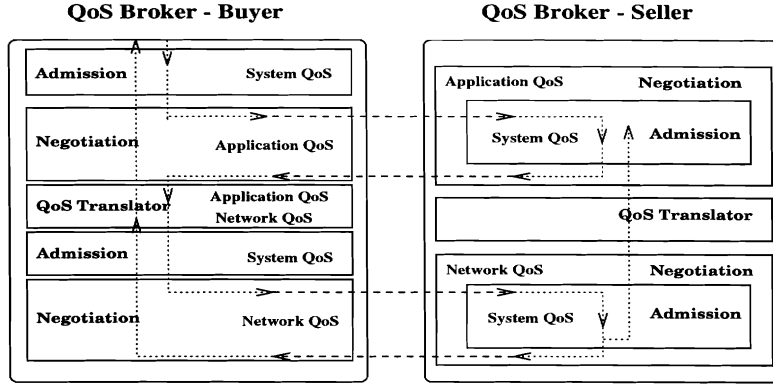 QoS Broker - Buyer
Admission
System QoS
Negotiation
Application QoS
QoS Translator
Application QoS
Network QoS
Admission
System QoS
Negotiation
Network QoS
QoS Broker - Seller
Application QoS
Negotiation
System QoS
Admission
QoS Translator
Network QoS
Negotiation
System QoS
Admission